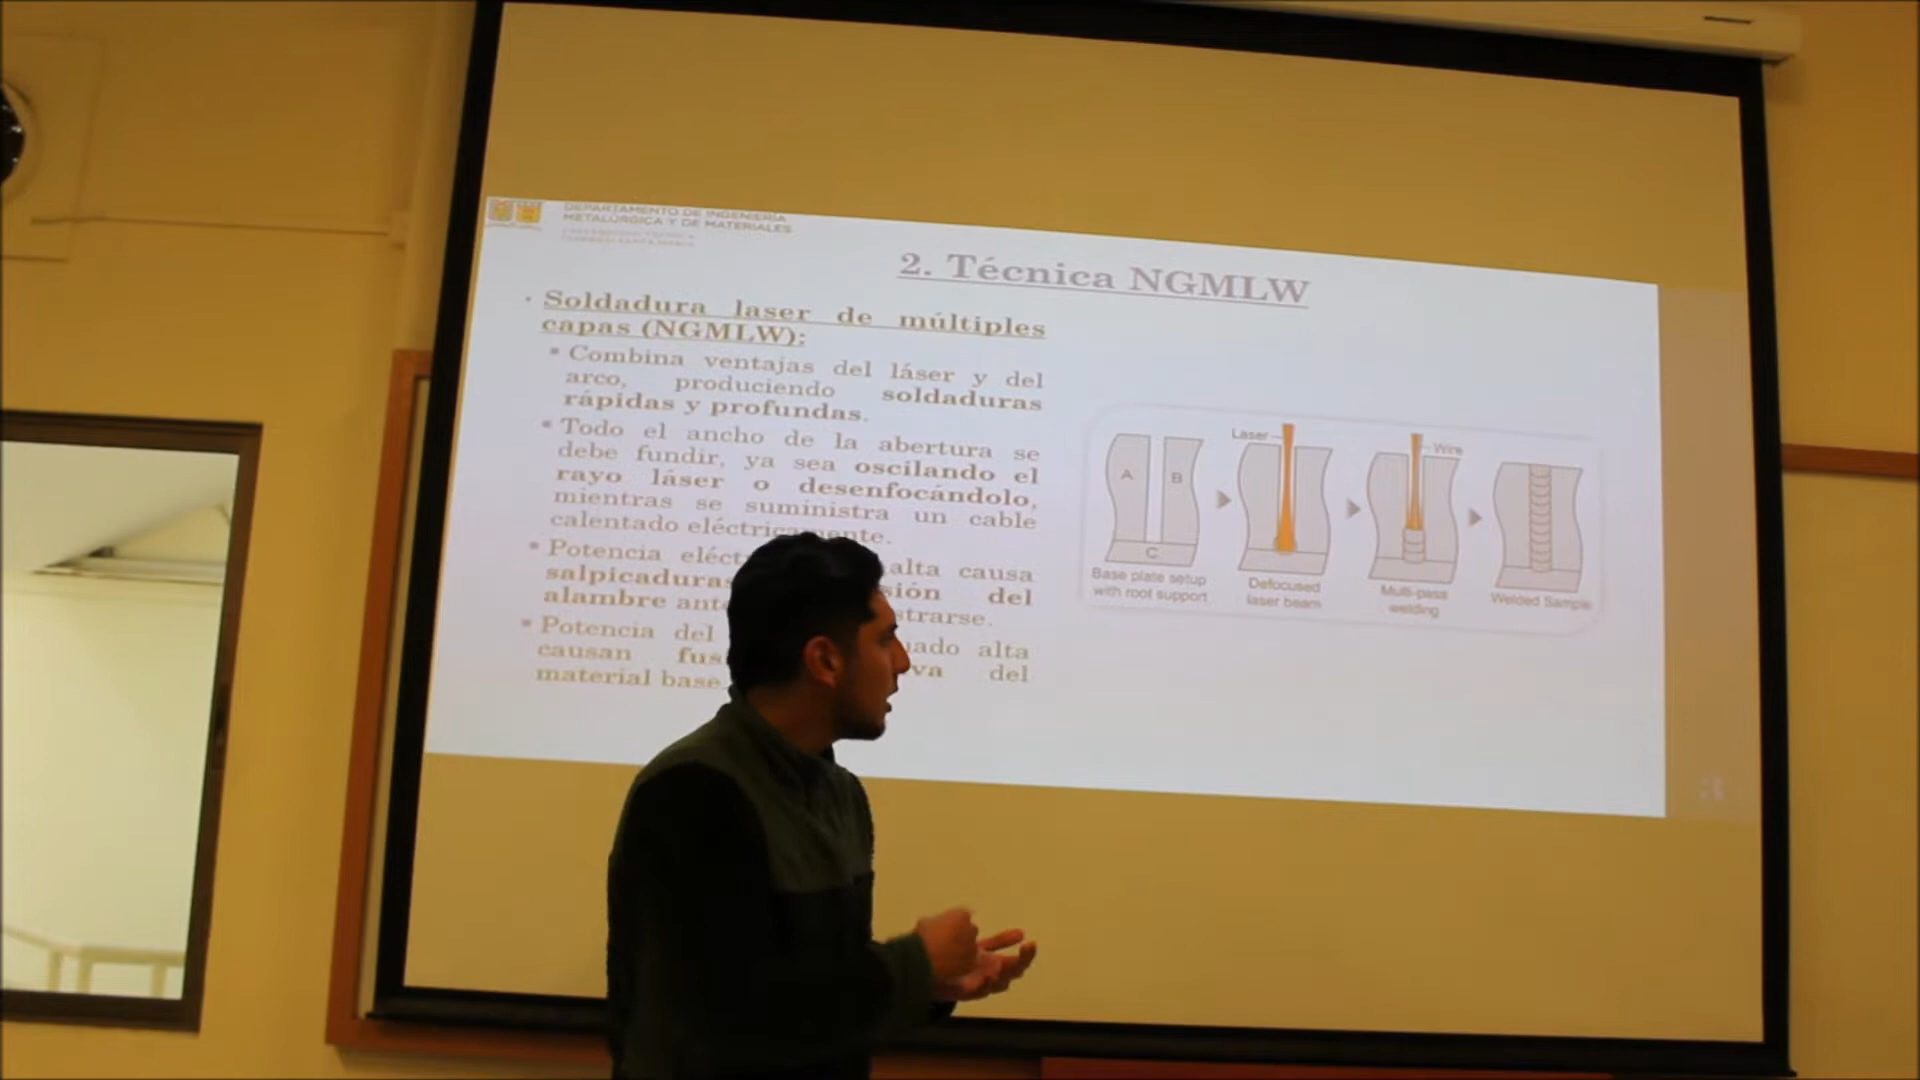 DEPARTAMENTO DE INGENIERÍA
METALÚRGICA Y DE MATERIALES
2. Técnica NGMLW
Soldadura laser de múltiples
capas (NGMLW):
Combina ventajas del láser y del
arco, produciendo soldaduras
rápidas y profundas.
Todo el ancho de la abertura se
debe fundir, ya sea oscilando el
rayo láser o desenfocándolo,
mientras se suministra un cable
calentado
Potencia alta causa
del
alambre
Potencia del alta
causan del
material base
A
B
C
Base plate setup
with root support
Laser
Defocused
laser beam
Wire
Multi-pass
welding
Welded Sample
3